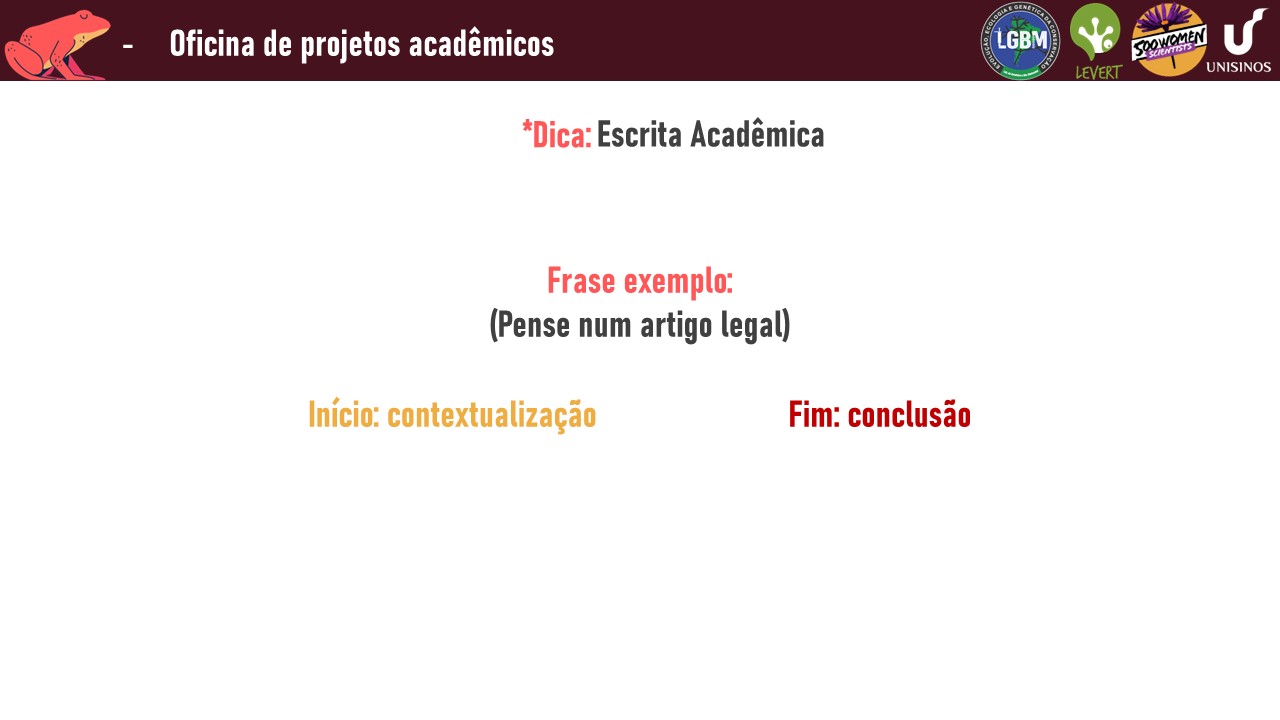 - Oficina de projetos acadêmicos
EVOLUÇÃO, ECOLOGIA E GENÉTICA DA CONSERVAÇÃO
LGBM
LEVERT
500 WOMEN
SCIENTISTS
UNISINOS
*Dica: Escrita Acadêmica
Frase exemplo:
(Pense num artigo legal)
Início: contextualização
Fim: conclusão